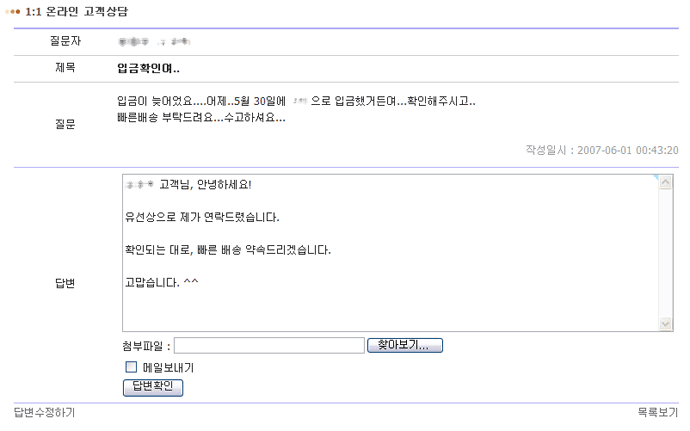 1:1 온라인 고객상담
질문자
제목 입금확인여..
질문
입금이 늦어었요....어제..5월 30일에 으로 입금했거든여...확인해주시고..
빠른배송 부탁드려요...수고하셔요...
작성일시 : 2007-06-01 00:43:20
답변
고객님, 안녕하세요!
유선상으로 제가 연락드렸습니다.
확인되는 대로, 빠른 배송 약속드리겠습니다.
고맙습니다. ^^
첨부파일 : 찾아보기...
메일보내기
답변확인
답변수정하기 목록보기